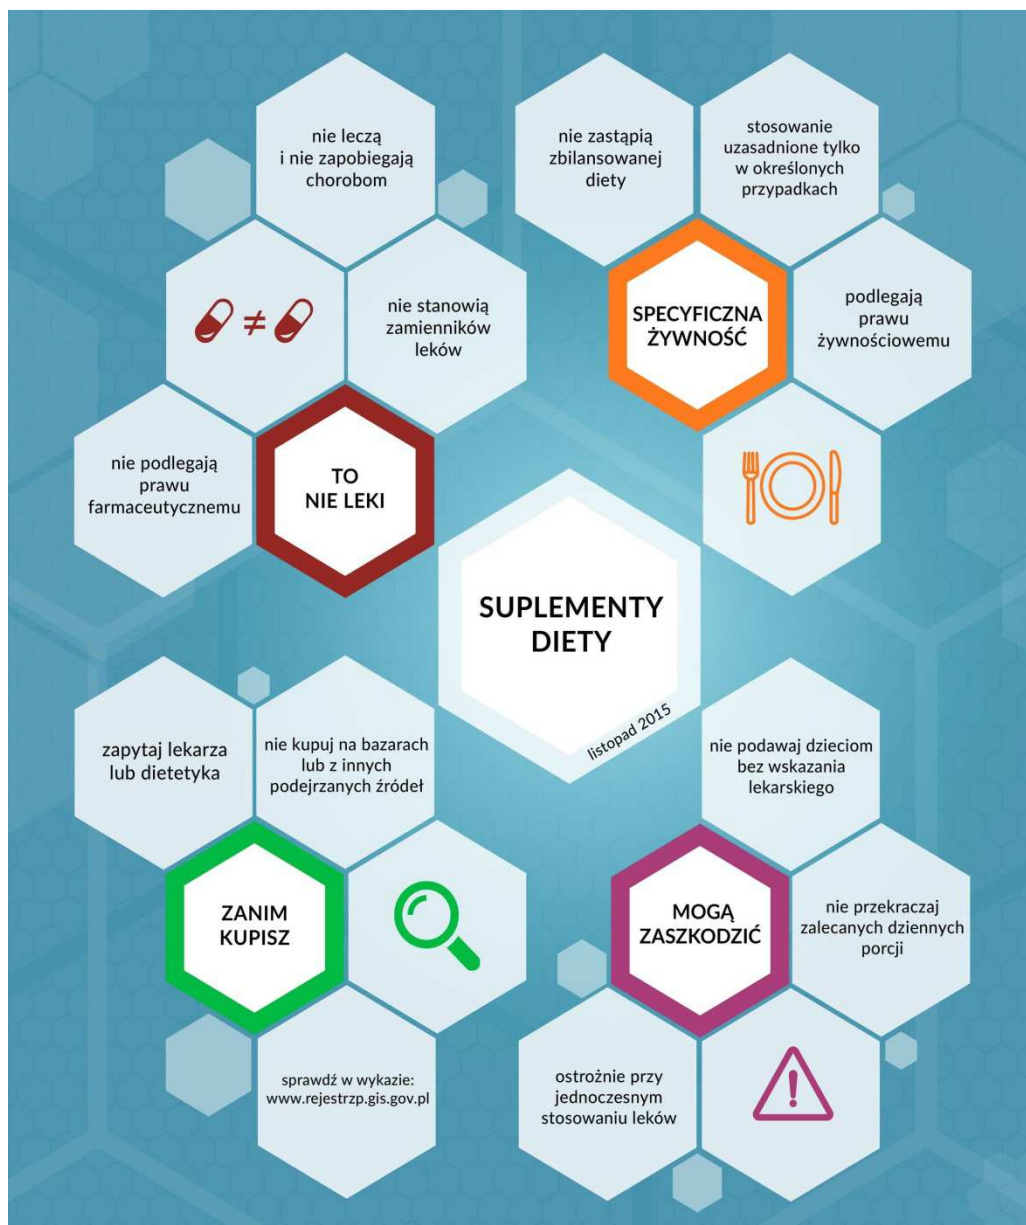 nie leczą
i nie zapobiegają
chorobom
≠
nie stanowią
zamienników
leków
nie podlegają
prawu
farmaceutycznemu
TO
NIE LEKI
nie zastąpią
zbilansowanej
diety
stosowanie
uzasadnione tylko
w określonych
przypadkach
SPECYFICZNA
ŻYWNOŚĆ
podlegają
prawu
żywnościowemu
SUPLEMENTY
DIETY
listopad 2015
zapytaj lekarza
lub dietetyka
nie kupuj na bazarach
lub z innych
podejrzanych źródeł
ZANIM
KUPISZ
sprawdź w wykazie:
www.rejestrzp.gis.gov.pl
nie podawaj dzieciom
bez wskazania
lekarskiego
MOGĄ
ZASZKODZIĆ
nie przekraczaj
zalecanych dziennych
porcji
ostrożnie przy
jednoczesnym
stosowaniu leków
!